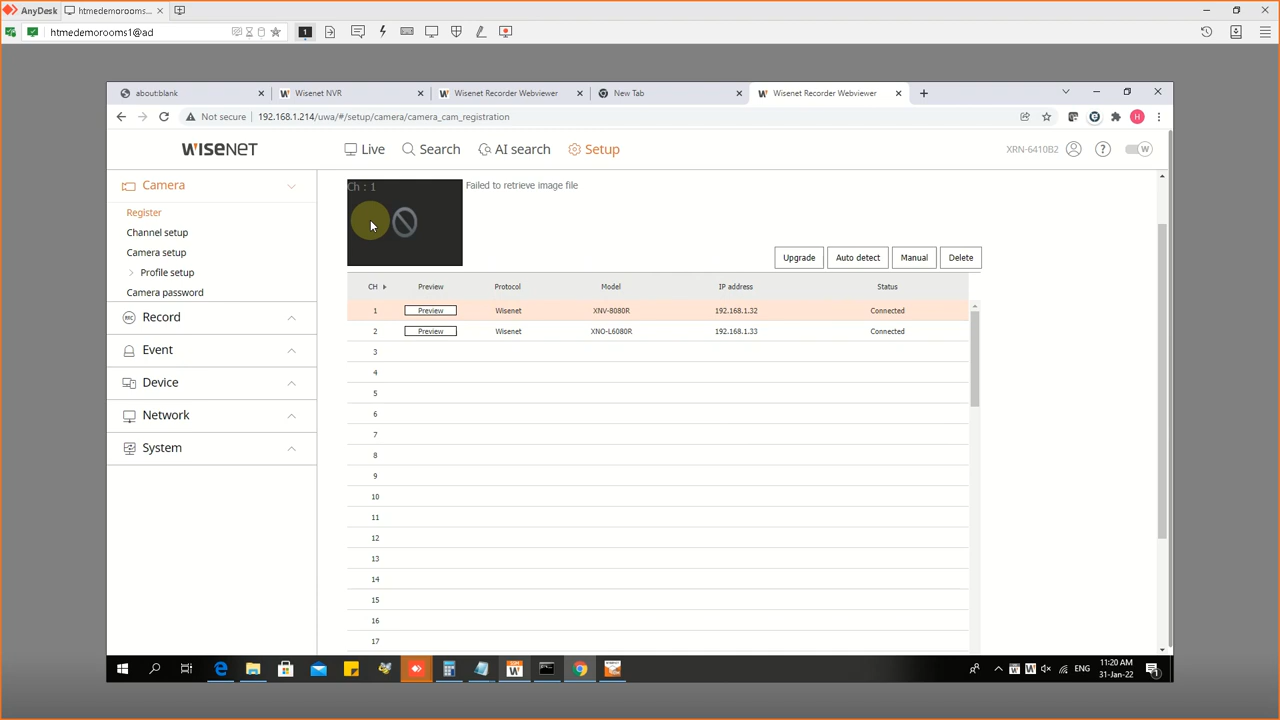 AnyDesk
htmedemorooms...
htmedemorooms1@ad
1
about:blank
Wisenet NVR
Wisenet Recorder Webviewer
New Tab
Wisenet Recorder Webviewer
Not secure
192.168.1.214/uwa/#/setup/camera/camera_cam_registration
H
WISENET
Live
Search
AI search
Setup
XRN-6410B2
?
W
Camera
Register
Channel setup
Camera setup
Profile setup
Camera password
Record
Event
Device
Network
System
Ch : 1
Failed to retrieve image file
Upgrade
Auto detect
Manual
Delete
CH Preview Protocol Model IP address Status
1 Preview Wisenet XNV-8080R 192.168.1.32 Connected
2 Preview Wisenet XNO-L6080R 192.168.1.33 Connected
3
4
5
6
7
8
9
10
11
12
13
14
15
16
17
ENG
11:20 AM
31-Jan-22
1